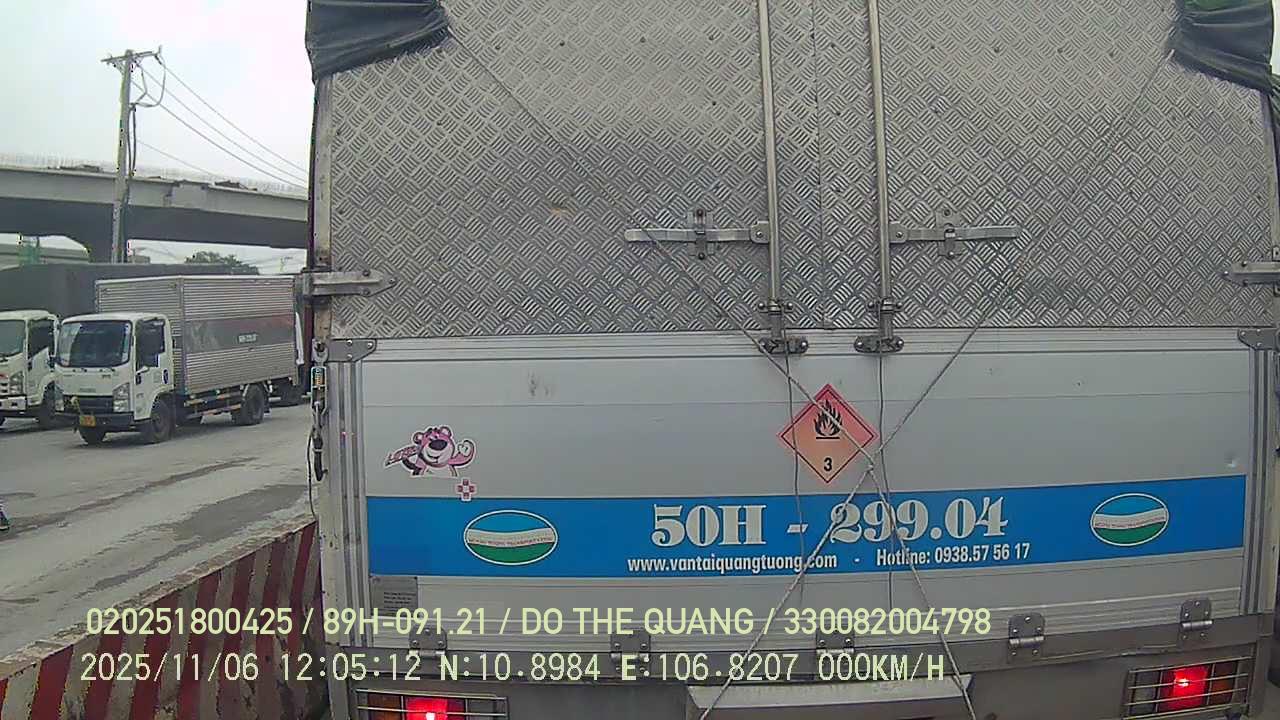 3
50H - 299.04
www.vantaiquangtuong.com - Hotline: 0938.57 56 17
020251800425 / 89H-091.21 / DO THE QUANG / 330082004798
2025/11/06 12:05:12 N:10.8984 E:106.8207 000KM/H